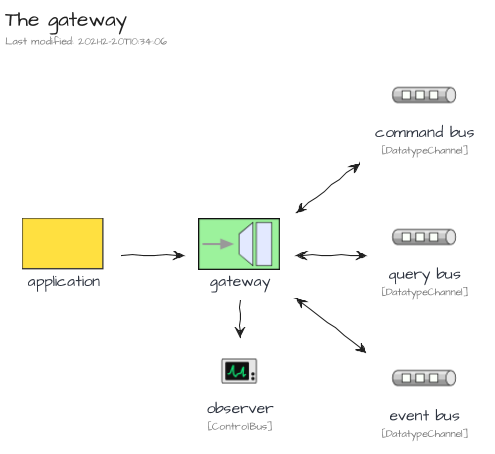 The gateway
Last modified: 2021-12-20T10:34:06
command bus
[DatatypeChannel]
application
gateway
query bus
[DatatypeChannel]
observer
[ControlBus]
event bus
[DatatypeChannel]